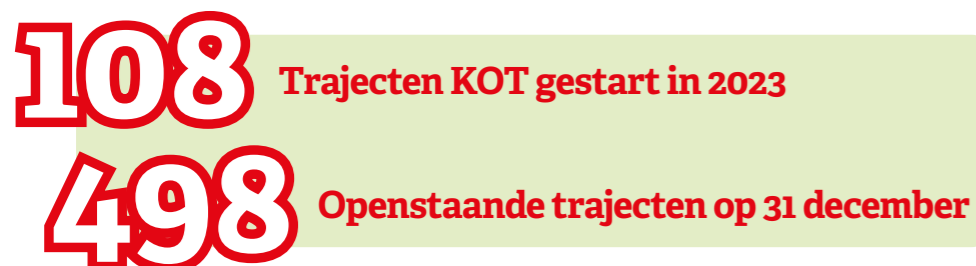 108 Trajecten KOT gestart in 2023
498 Openstaande trajecten op 31 december